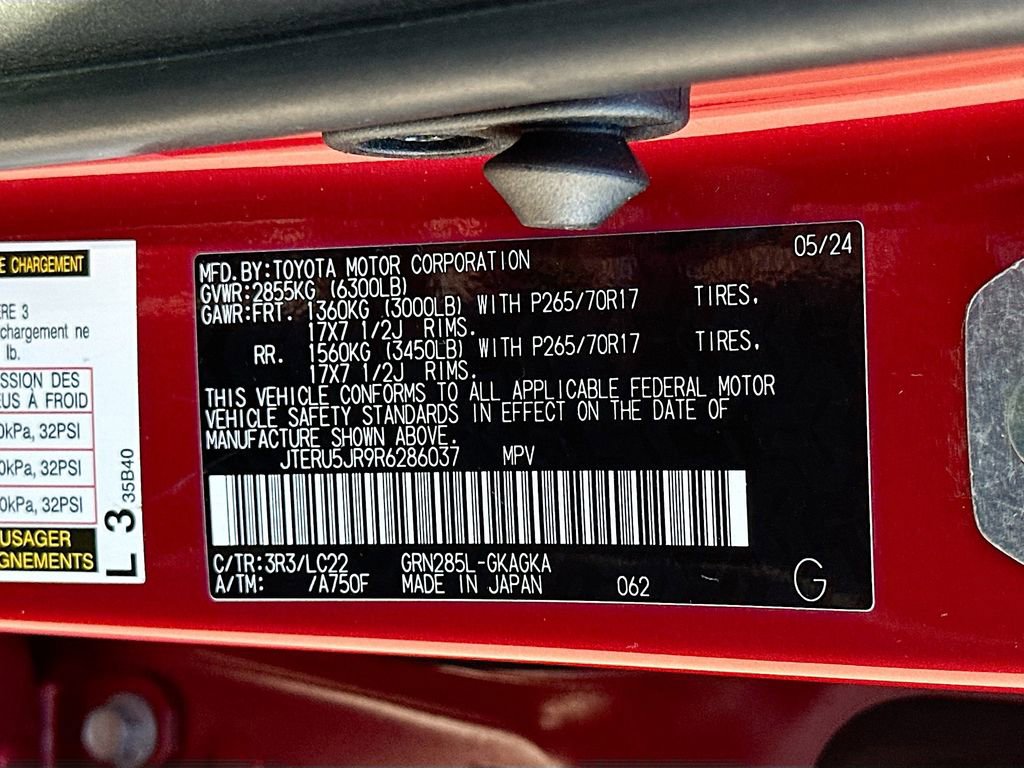 E CHARGEMENT
ÈRE 3
chargement ne
lb.
SSION DES
EUS À FROID
0kPa, 32PSI
0kPa, 32PSI
0kPa, 32PSI
USAGER
GNEMENTS
L 3
35B40
05/24
MFD. BY:TOYOTA MOTOR CORPORATION
GVWR:2855KG (6300LB)
GAWR:FRT. 1360KG (3000LB) WITH P265/70R17 TIRES,
17X7 1/2J RIMS.
RR. 1560KG (3450LB) WITH P265/70R17 TIRES,
17X7 1/2J RIMS.
THIS VEHICLE CONFORMS TO ALL APPLICABLE FEDERAL MOTOR
VEHICLE SAFETY STANDARDS IN EFFECT ON THE DATE OF
MANUFACTURE SHOWN ABOVE.
JTERU5JR9R6286037 MPV
C/TR:3R3/LC22 GRN285L-GKAGKA
A/TM: /A750F MADE IN JAPAN 062 G